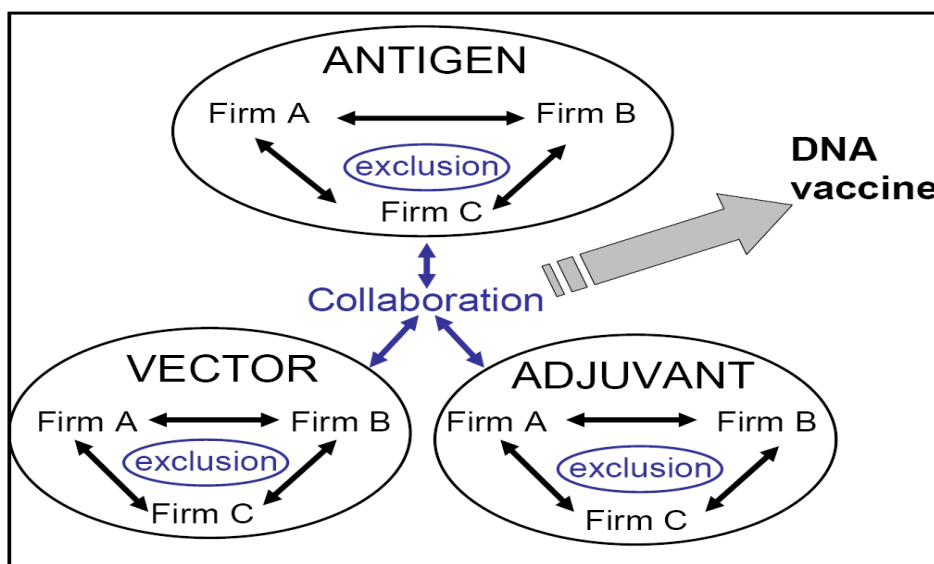 ANTIGEN
Firm A
Firm B
exclusion
Firm C
DNA
vaccine
Collaboration
VECTOR
Firm A
Firm B
exclusion
Firm C
ADJUVANT
Firm A
Firm B
exclusion
Firm C